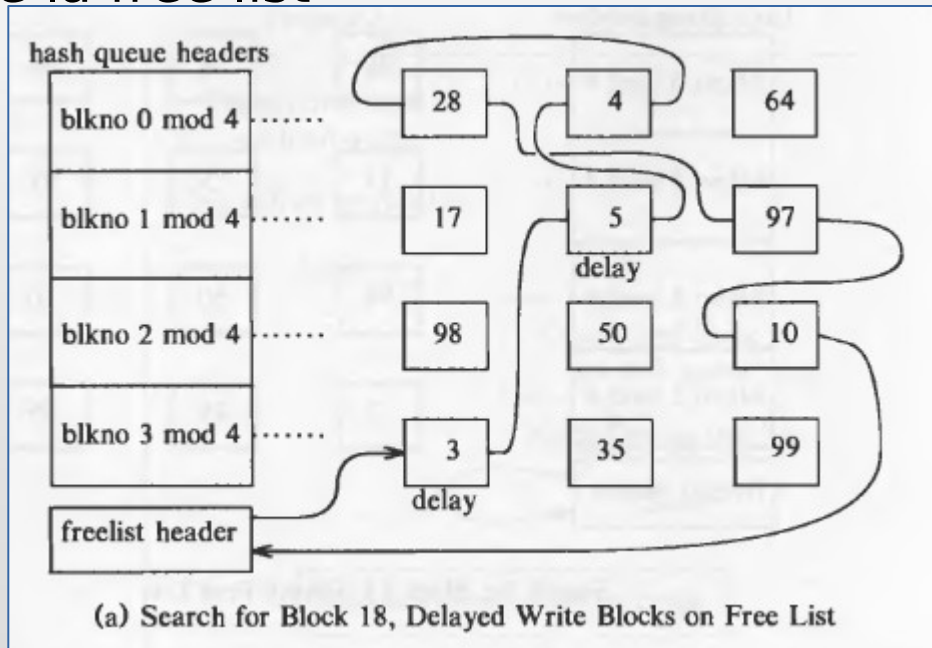 hash queue headers
blkno 0 mod 4 ...... 28 4 64
blkno 1 mod 4 ...... 17 5 97
delay
blkno 2 mod 4 ...... 98 50 10
blkno 3 mod 4 ...... 3 35 99
delay
freelist header
(a) Search for Block 18, Delayed Write Blocks on Free List